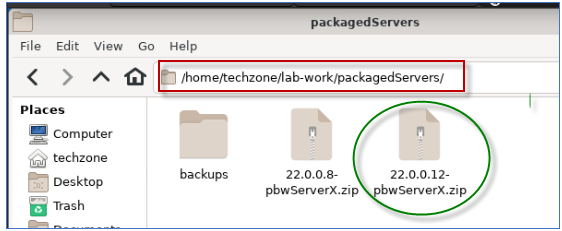 packagedServers
File Edit View Go Help
/home/techzone/lab-work/packagedServers/
Places
Computer
techzone
Desktop
Trash
Documents
backups
22.0.0.8-
pbwServerX.zip
22.0.0.12-
pbwServerX.zip